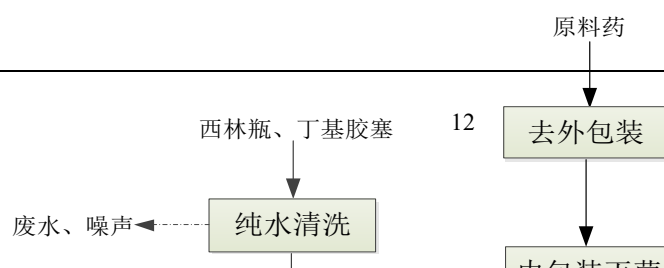 原料药
西林瓶、丁基胶塞
12
去外包装
废水、噪声
纯水清洗